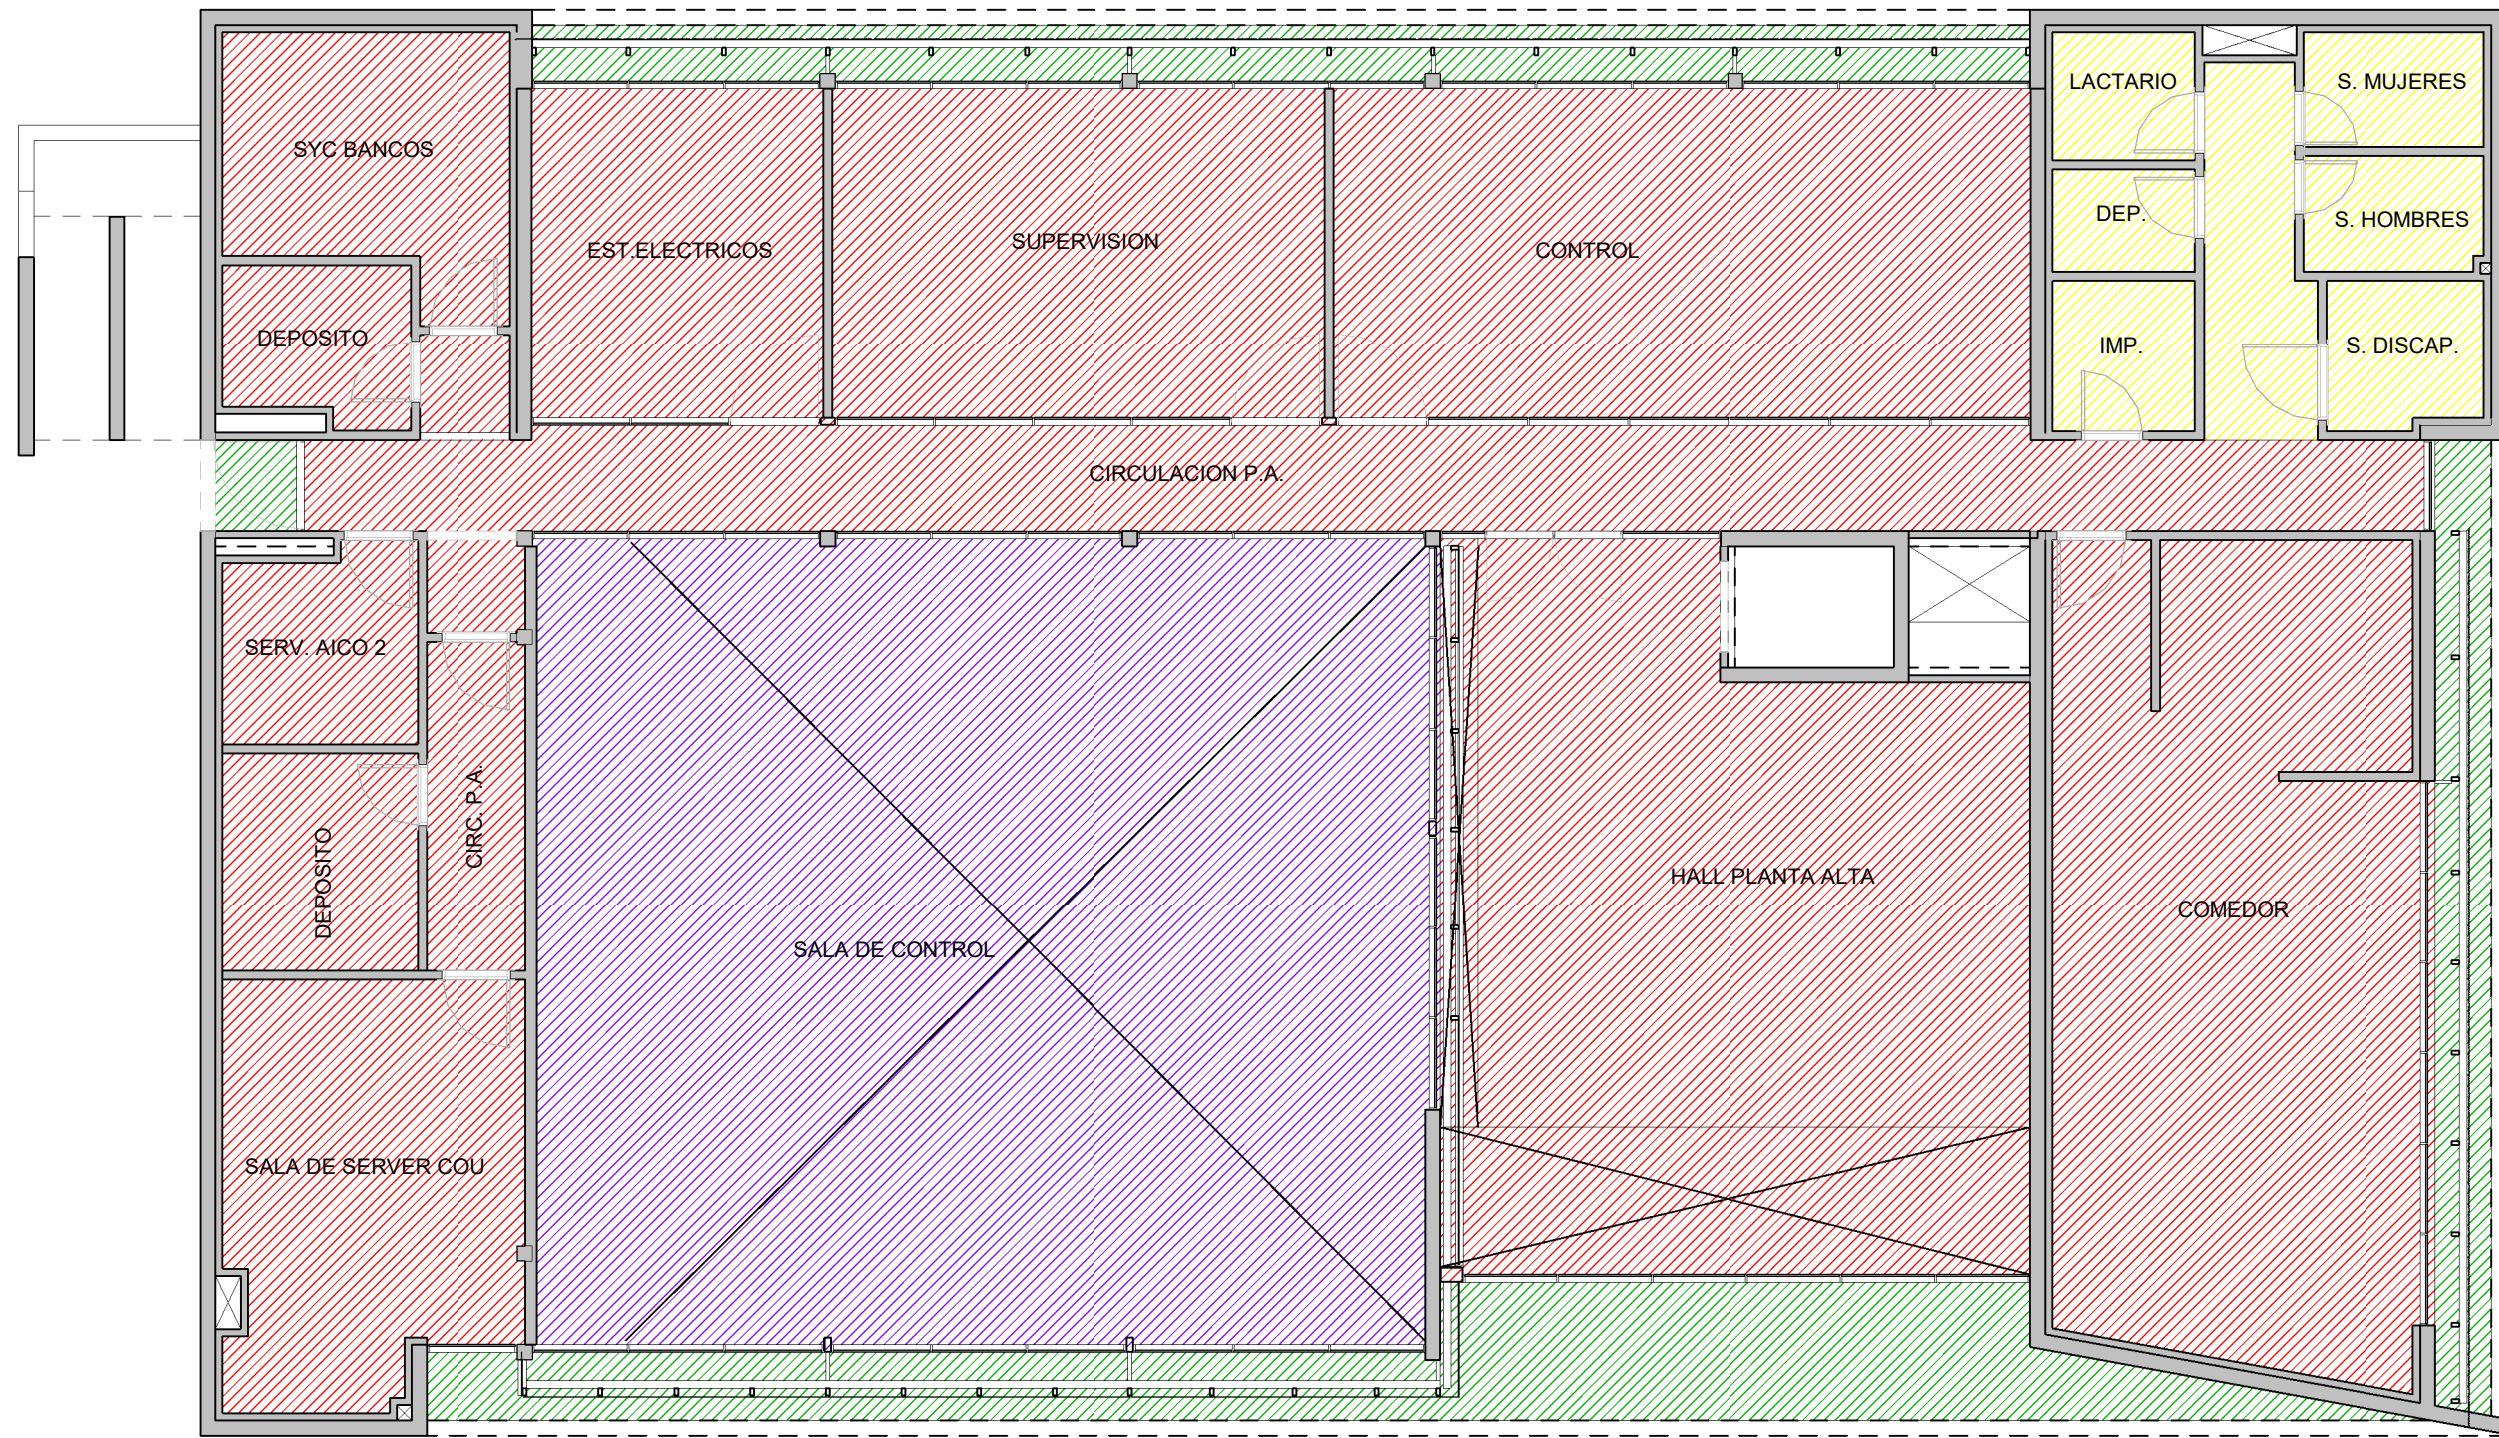 LACTARIO
S. MUJERES
SYC BANCOS
DEP.
S. HOMBRES
EST.ELECTRICOS
SUPERVISION
CONTROL
DEPOSITO
IMP.
S. DISCAP.
CIRCULACION P.A.
SERV. AICO 2
CIRC. P.A.
DEPOSITO
HALL PLANTA ALTA
COMEDOR
SALA DE CONTROL
SALA DE SERVER COU